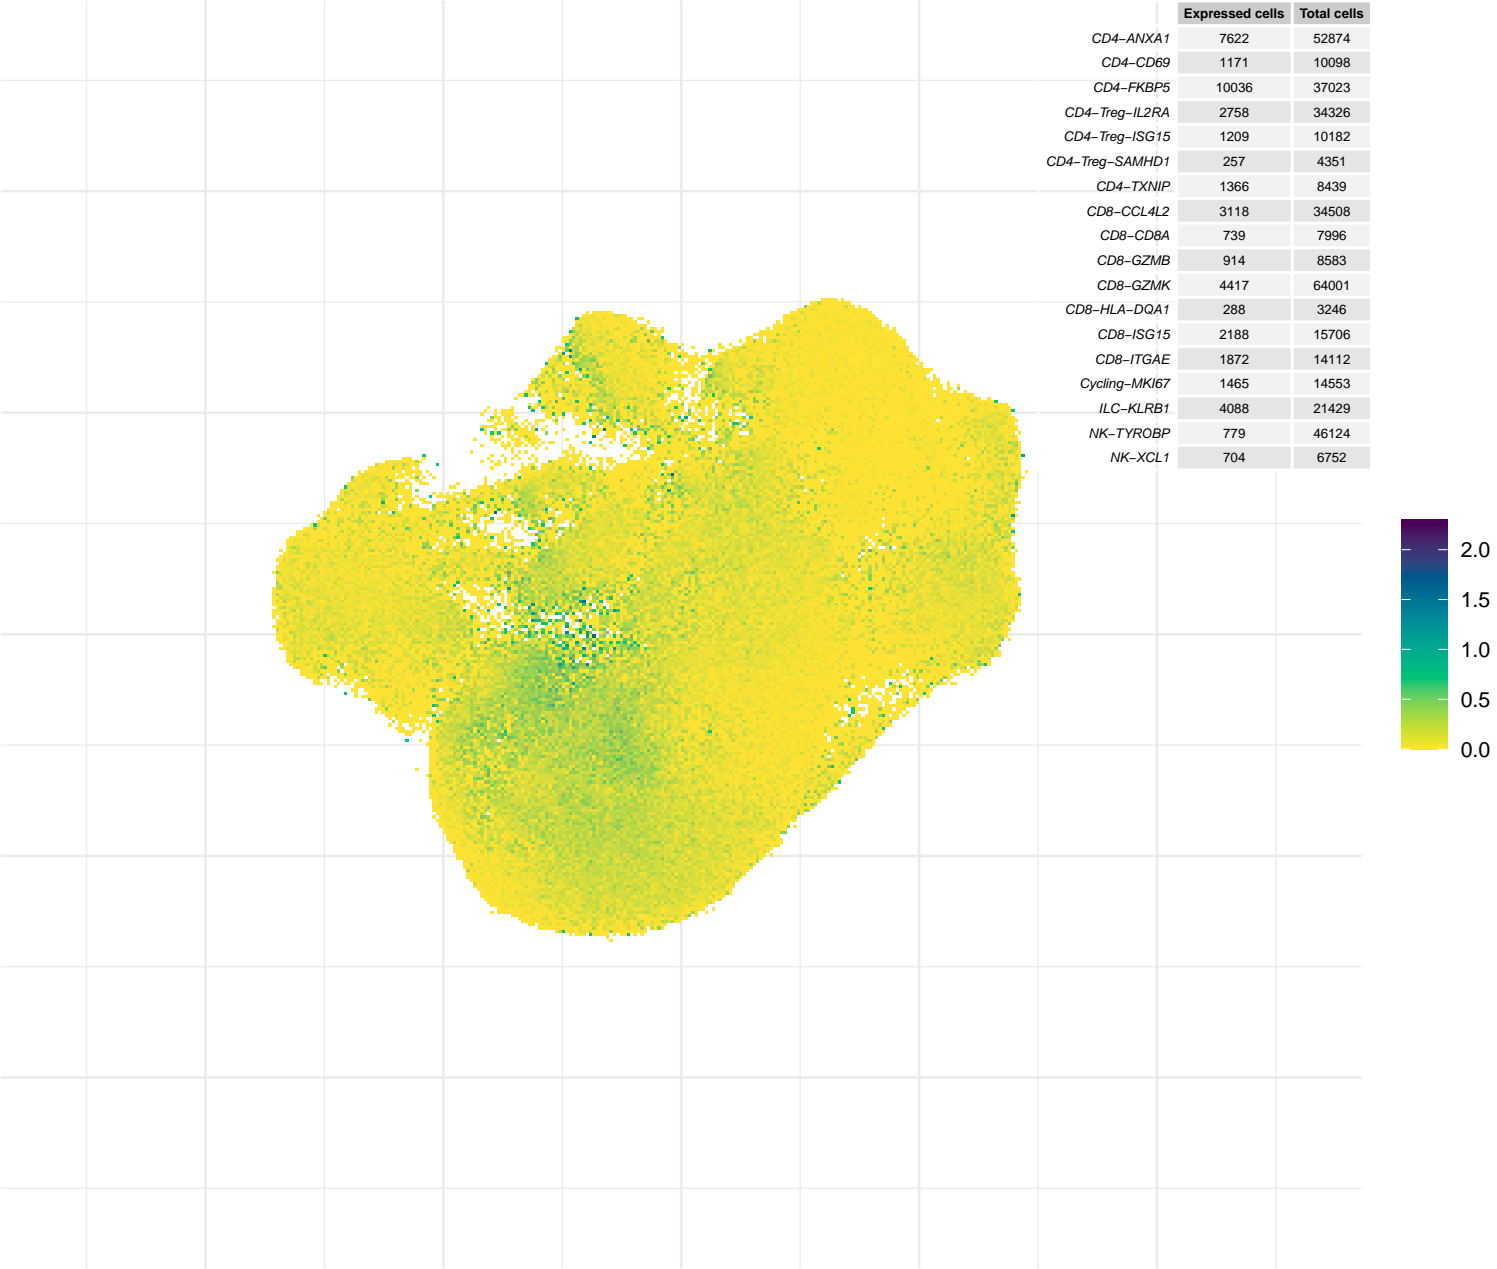 Expressed cells Total cells
CD4−ANXA1 7622 52874
CD4−CD69 1171 10098
CD4−FKBP5 10036 37023
CD4−Treg−IL2RA 2758 34326
CD4−Treg−ISG15 1209 10182
CD4−Treg−SAMHD1 257 4351
CD4−TXNIP 1366 8439
CD8−CCL4L2 3118 34508
CD8−CD8A 739 7996
CD8−GZMB 914 8583
CD8−GZMK 4417 64001
CD8−HLA−DQA1 288 3246
CD8−ISG15 2188 15706
CD8−ITGAE 1872 14112
Cycling−MKI67 1465 14553
ILC−KLRB1 4088 21429
NK−TYROBP 779 46124
NK−XCL1 704 6752
2.0
1.5
1.0
0.5
0.0